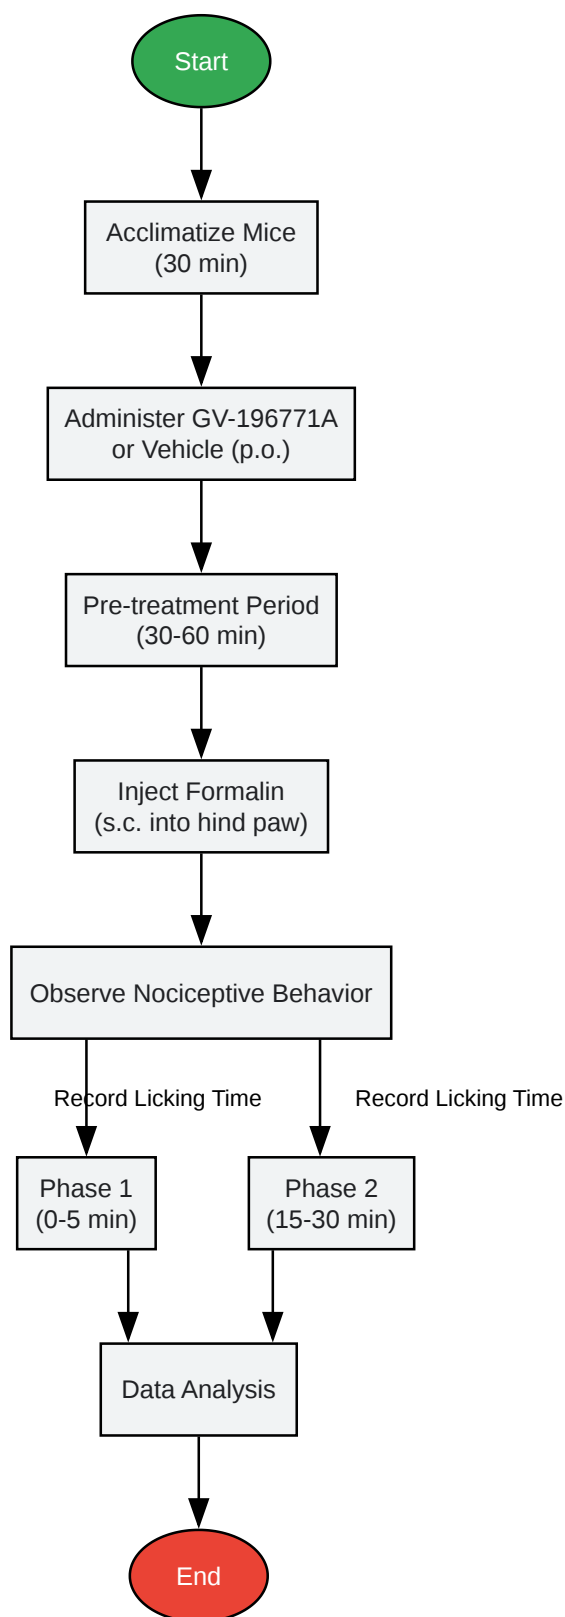 Start
Acclimatize Mice
(30 min)
Administer GV-196771A
or Vehicle (p.o.)
Pre-treatment Period
(30-60 min)
Inject Formalin
(s.c. into hind paw)
Observe Nociceptive Behavior
Record Licking Time
Record Licking Time
Phase 1
(0-5 min)
Phase 2
(15-30 min)
Data Analysis
End